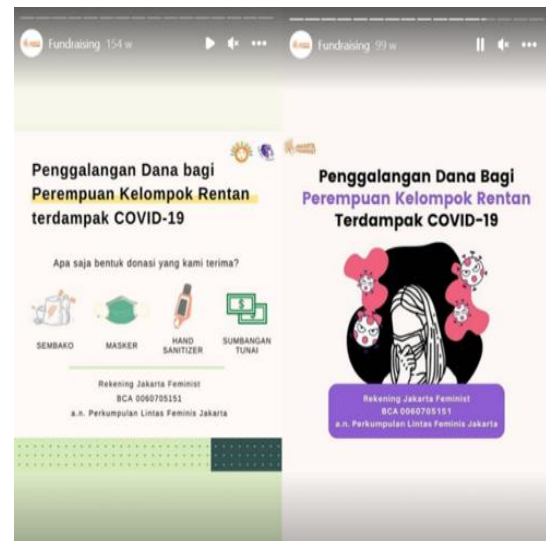 Fundraising 154 w
Penggalangan Dana bagi
Perempuan Kelompok Rentan
terdampak COVID-19
Apa saja bentuk donasi yang kami terima?
SEMBAKO
MASKER
HAND
SANITIZER
SUMBANGAN
TUNAI
Rekening Jakarta Feminist
BCA 0060705151
a.n. Perkumpulan Lintas Feminis Jakarta
Fundraising 99 w
Penggalangan Dana Bagi
Perempuan Kelompok Rentan
Terdampak COVID-19
Rekening Jakarta Feminist
BCA 0060705151
a.n. Perkumpulan Lintas Feminis Jakarta